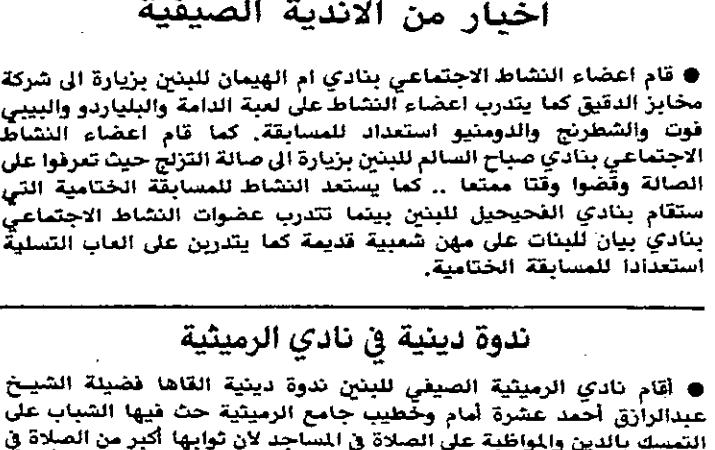 اخبار من الاندية الصيفية
● قام اعضاء النشاط الاجتماعي بنادي ام الهيمان للبنين بزيارة الى شركة
مخابز الدقيق كما يتدرب اعضاء النشاط على لعبة الدامة والبلياردو والبيبي
فوت والشطرنج والدومنيو استعداد للمسابقة. كما قام اعضاء النشاط
الاجتماعي بنادي صباح السالم للبنين بزيارة الى صالة التزلج حيث تعرفوا على
الصالة وقضوا وقتا ممتعا .. كما يستعد النشاط للمسابقة الختامية التي
ستقام بنادي الفحيحيل للبنين بينما تتدرب عضوات النشاط الاجتماعي
بنادي بيان للبنات على مهن شعبية قديمة كما يتدرين على العاب التسلية
استعدادا للمسابقة الختامية.
ندوة دينية في نادي الرميثية
● أقام نادي الرميثية الصيفي للبنين ندوة دينية القاها فضيلة الشيخ
عبدالرازق أحمد عشرة أمام وخطيب جامع الرميثية حث فيها الشباب على
التمسك بالدين والمواظبة على الصلاة في المساجد لان ثوابها أكبر من الصلاة في